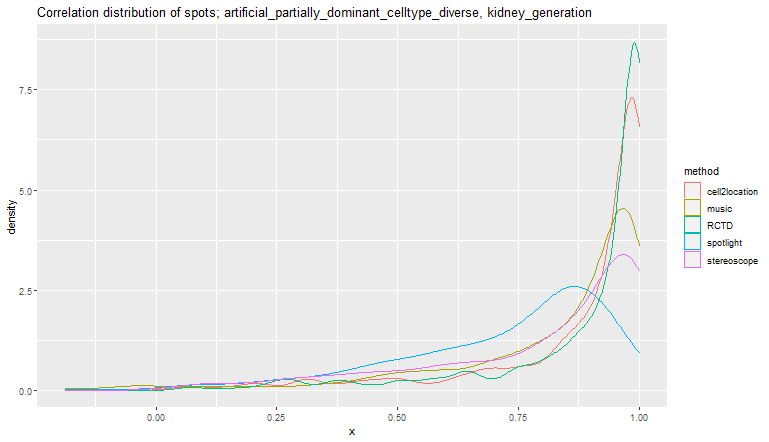 Correlation distribution of spots; artificial_partially_dominant_celltype_diverse, kidney_generation
7.5
5.0
2.5
0.0
density
0.00 0.25 0.50 0.75 1.00
x
method
cell2location
music
RCTD
spotlight
stereoscope